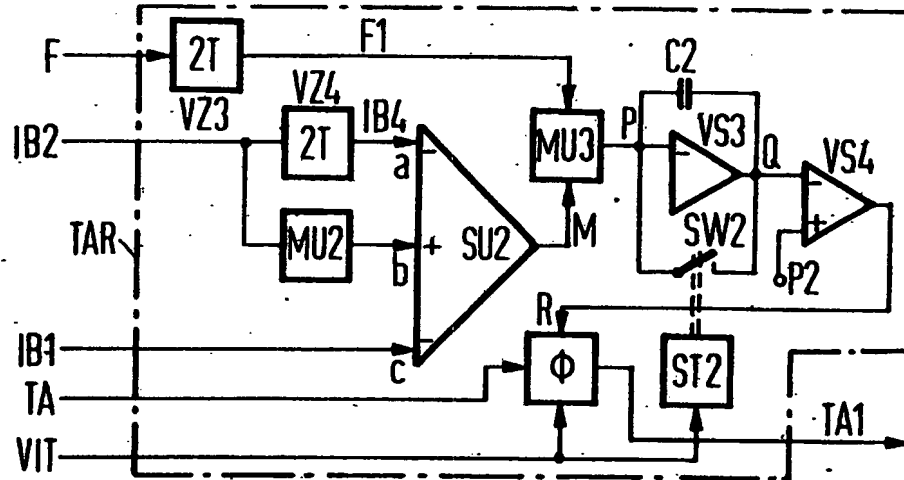 F
2T
VZ3
F1
C2
IB2
VZ4
2T
IB4
a
-
MU3
P
-
VS3
Q
VS4
-
+
TAR
MU2
+
b
SU2
M
SW2
P2
IB1
-
c
R
Φ
ST2
TA
TA1
VIT